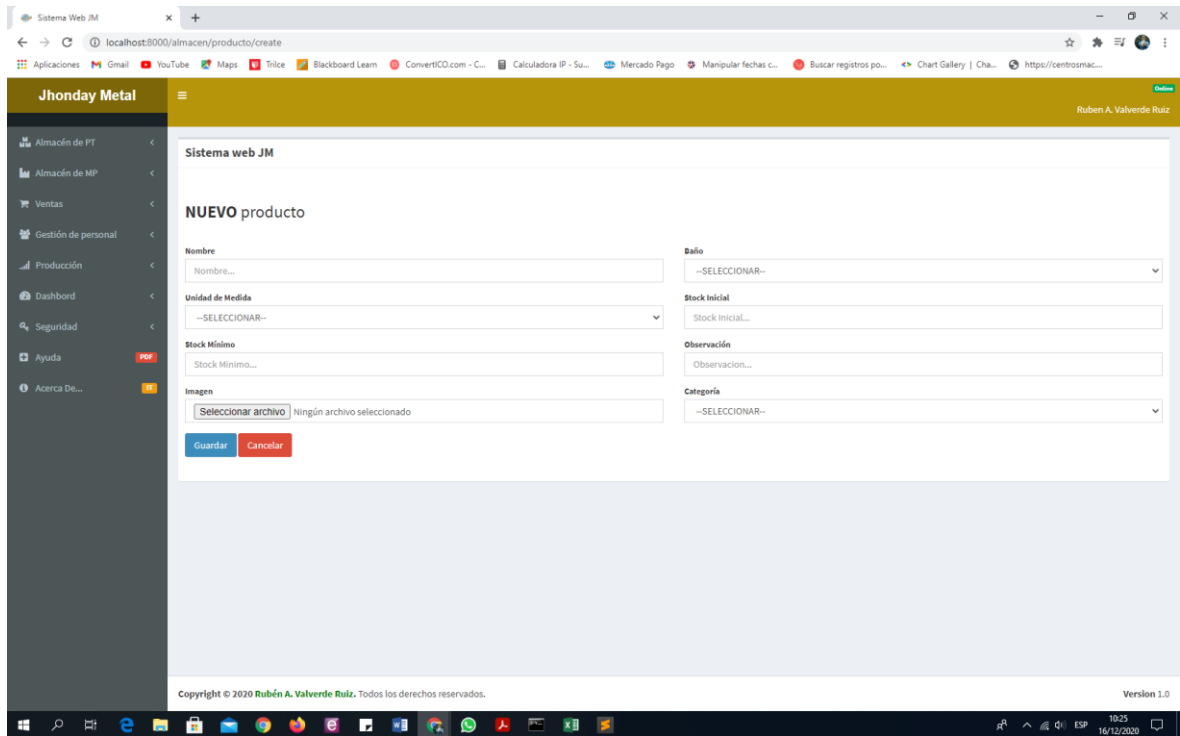 Sistema Web JM
localhost:8000/almacen/producto/create
Aplicaciones Gmail YouTube Maps Trilce Blackboard Learn ConvertICO.com - C... Calculadora IP - Su... Mercado Pago Manipular fechas c... Buscar registros po... Chart Gallery | Cha... https://centrosmac....
Jhonday Metal
Online
Ruben A. Valverde Ruiz
Almacén de PT
Almacén de MP
Ventas
Gestión de personal
Producción
Dashbord
Seguridad
Ayuda PDF
Acerca De... IT
Sistema web JM
NUEVO producto
Nombre Baño
Nombre... --SELECCIONAR--
Unidad de Medida Stock Inicial
--SELECCIONAR-- Stock Inicial...
Stock Mínimo Observación
Stock Minimo... Observacion...
Imagen Categoría
Seleccionar archivo Ningún archivo seleccionado --SELECCIONAR--
Guardar Cancelar
Copyright © 2020 Rubén A. Valverde Ruiz. Todos los derechos reservados. Version 1.0
ESP 10:25
16/12/2020